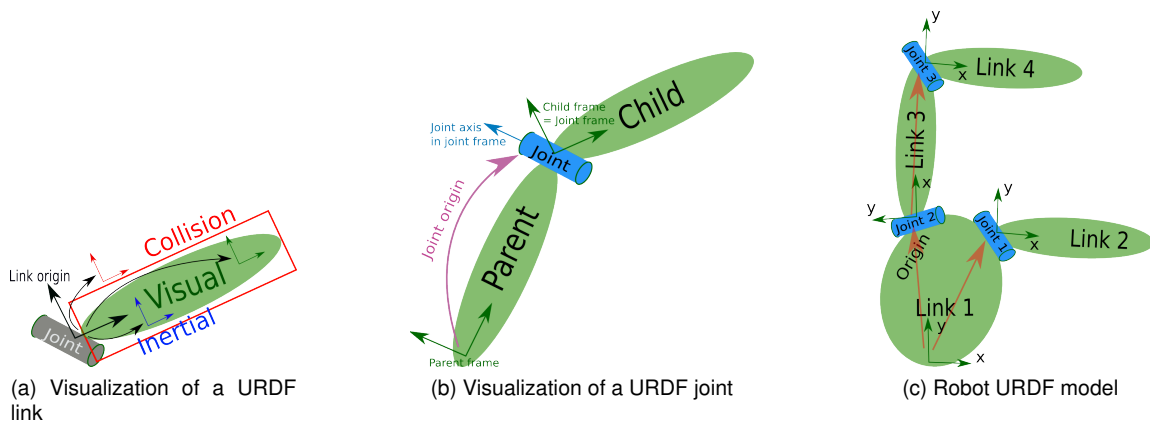 Collision
Link origin
Visual
Joint
Inertial
(a) Visualization of a URDF
link
Child frame
= Joint frame
Joint axis
in joint frame
Child
Joint
Joint origin
Parent
Parent frame
(b) Visualization of a URDF joint
y
Joint 3
x
Link 4
Link 3
x
y
y
Joint 2
Joint 1
x
Link 2
Origin
Link 1
y
x
(c) Robot URDF model